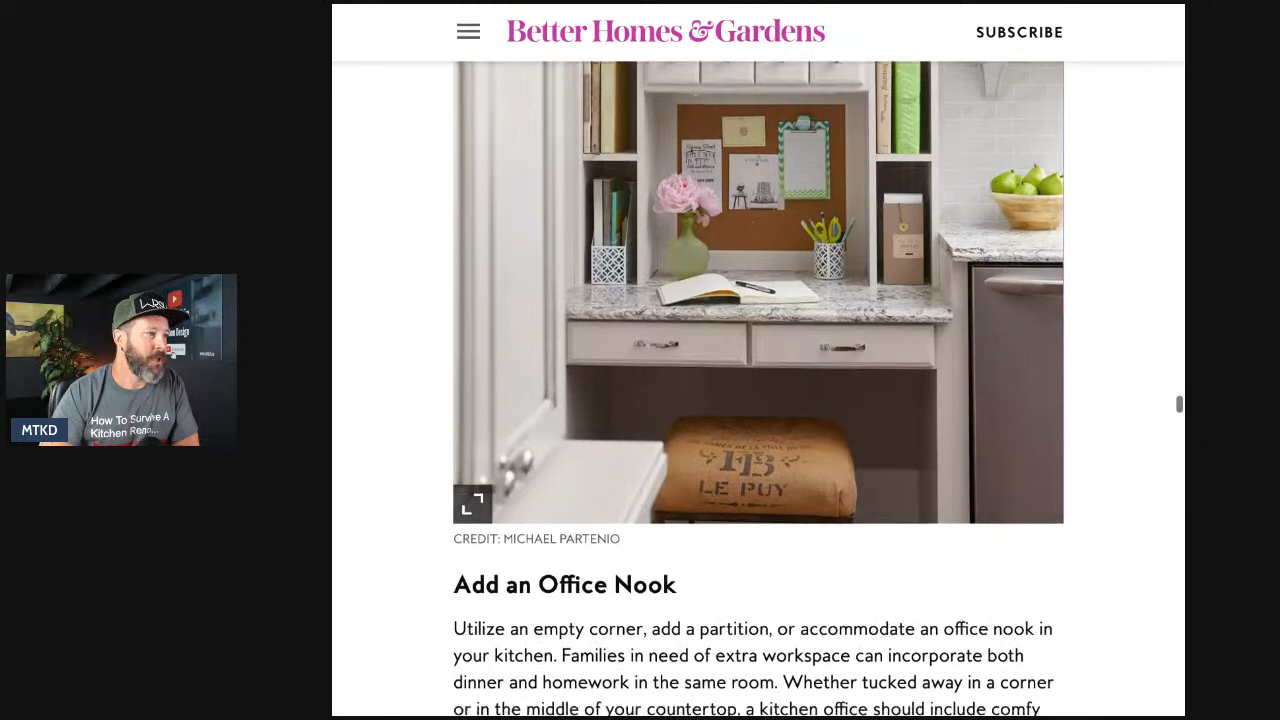 Better Homes & Gardens
SUBSCRIBE
113
LE PUY
MTKD
How To Survive A
Kitchen Reno...
CREDIT: MICHAEL PARTENIO
Add an Office Nook
Utilize an empty corner, add a partition, or accommodate an office nook in
your kitchen. Families in need of extra workspace can incorporate both
dinner and homework in the same room. Whether tucked away in a corner
or in the middle of your countertop, a kitchen office should include comfy